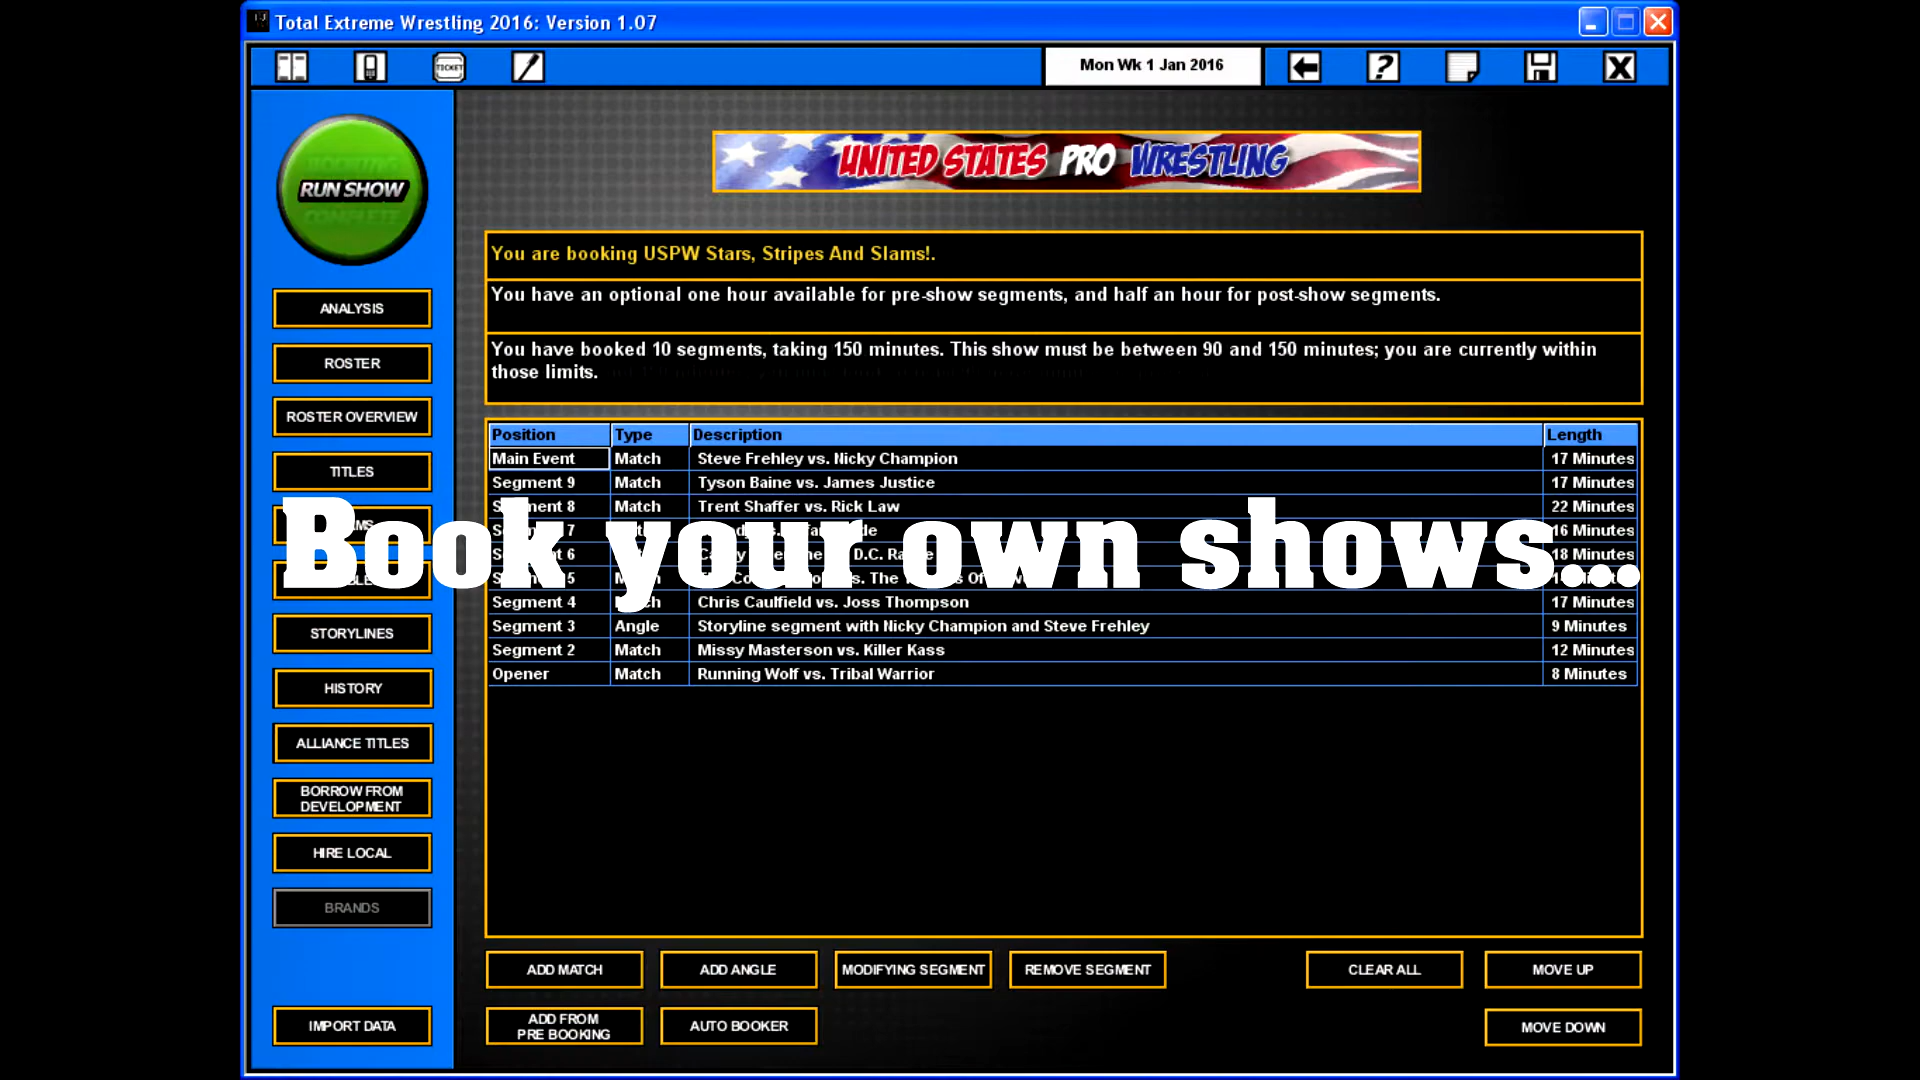 Total Extreme Wrestling 2016: Version 1.07
TICKET
Mon Wk 1 Jan 2016
?
X
RUN SHOW
UNITED STATES PRO WRESTLING
You are booking USPW Stars, Stripes And Slams!.
You have an optional one hour available for pre-show segments, and half an hour for post-show segments.
You have booked 10 segments, taking 150 minutes. This show must be between 90 and 150 minutes; you are currently within
those limits.
ANALYSIS
ROSTER
ROSTER OVERVIEW
TITLES
STORYLINES
HISTORY
ALLIANCE TITLES
BORROW FROM
DEVELOPMENT
HIRE LOCAL
BRANDS
IMPORT DATA
Position Type Description Length
Main Event Match Steve Frehley vs. Nicky Champion 17 Minutes
Segment 9 Match Tyson Baine vs. James Justice 17 Minutes
8 Match Trent Shaffer vs. Rick Law 22 Minutes
7 16 Minutes
6 D.C. 18 Minutes
5 vs. The
Book your own shows...
Segment 4 Match Chris Caulfield vs. Joss Thompson 17 Minutes
Segment 3 Angle Storyline segment with Nicky Champion and Steve Frehley 9 Minutes
Segment 2 Match Missy Masterson vs. Killer Kass 12 Minutes
Opener Match Running Wolf vs. Tribal Warrior 8 Minutes
ADD MATCH
ADD ANGLE
MODIFYING SEGMENT
REMOVE SEGMENT
CLEAR ALL
MOVE UP
ADD FROM
PRE BOOKING
AUTO BOOKER
MOVE DOWN